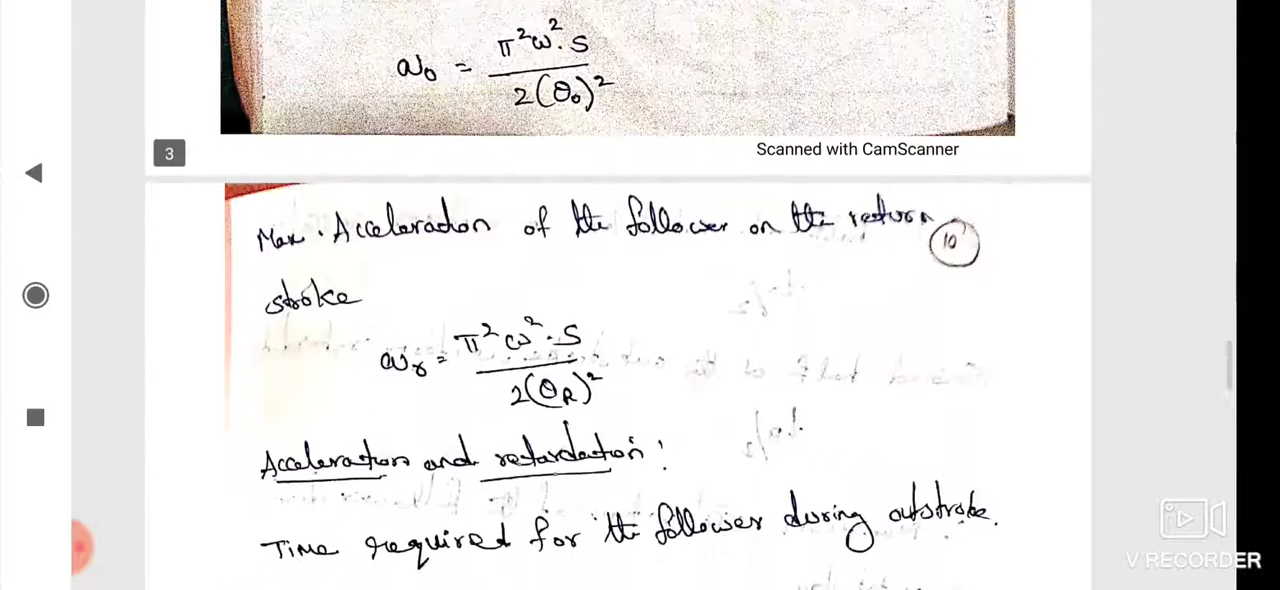 a₀ = π²ω².S / 2(θ₀)²
3
Scanned with CamScanner
Max. Acceleration of the follower on the return
10
stroke
aᵣ = π²ω².S / 2(θR)²
Acceleration and retardation:
Time required for the follower during outstroke.
V RECORDER